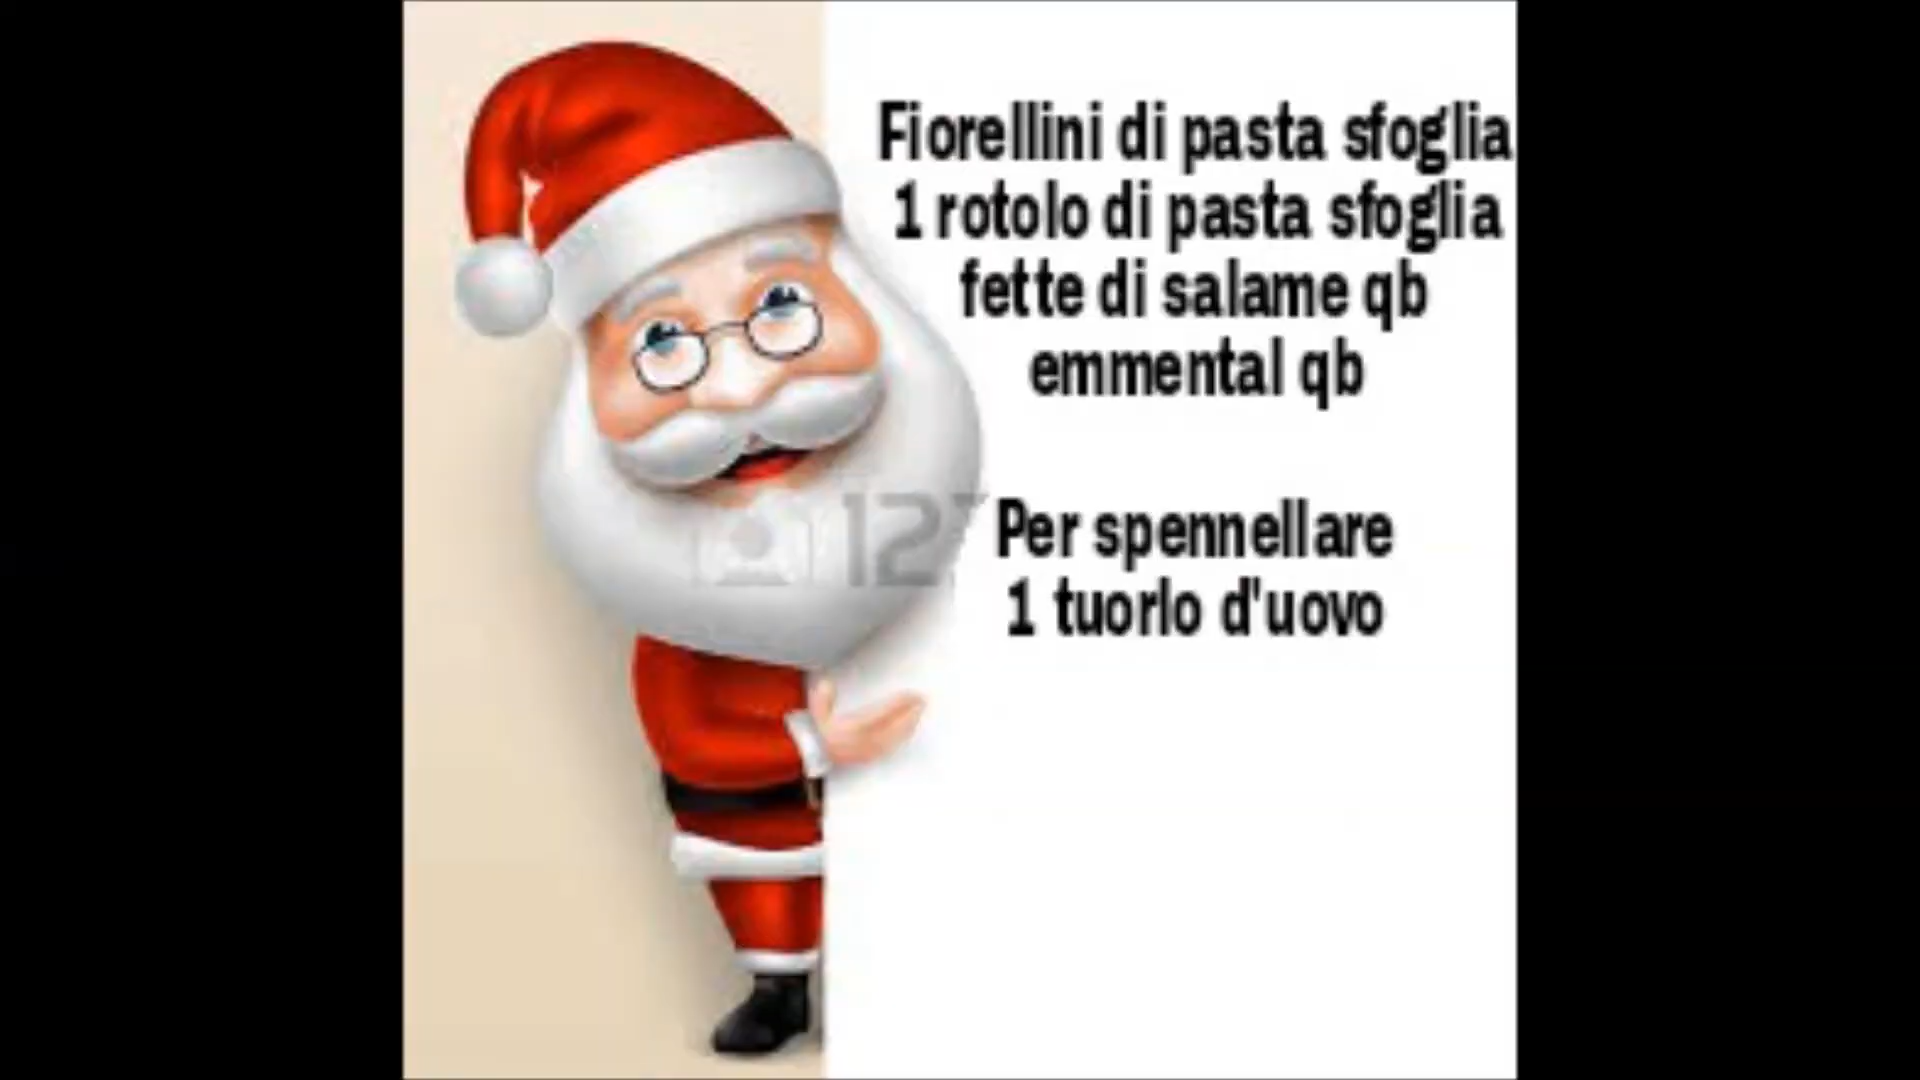 Fiorellini di pasta sfoglia
1 rotolo di pasta sfoglia
fette di salame qb
emmental qb
Per spennellare
1 tuorlo d'uovo